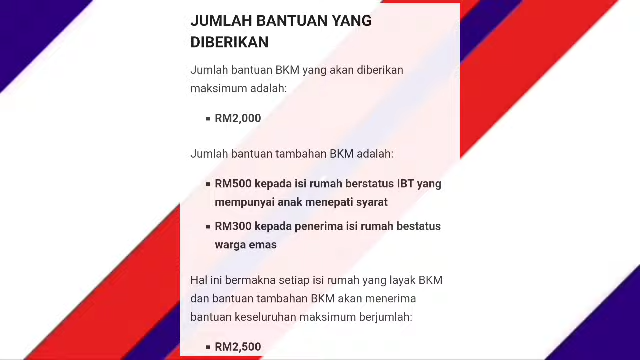 JUMLAH BANTUAN YANG
DIBERIKAN
Jumlah bantuan BKM yang akan diberikan
maksimum adalah:
▪ RM2,000
Jumlah bantuan tambahan BKM adalah:
▪ RM500 kepada isi rumah berstatus IBT yang
mempunyai anak menepati syarat
▪ RM300 kepada penerima isi rumah bestatus
warga emas
Hal ini bermakna setiap isi rumah yang layak BKM
dan bantuan tambahan BKM akan menerima
bantuan keseluruhan maksimum berjumlah:
▪ RM2,500